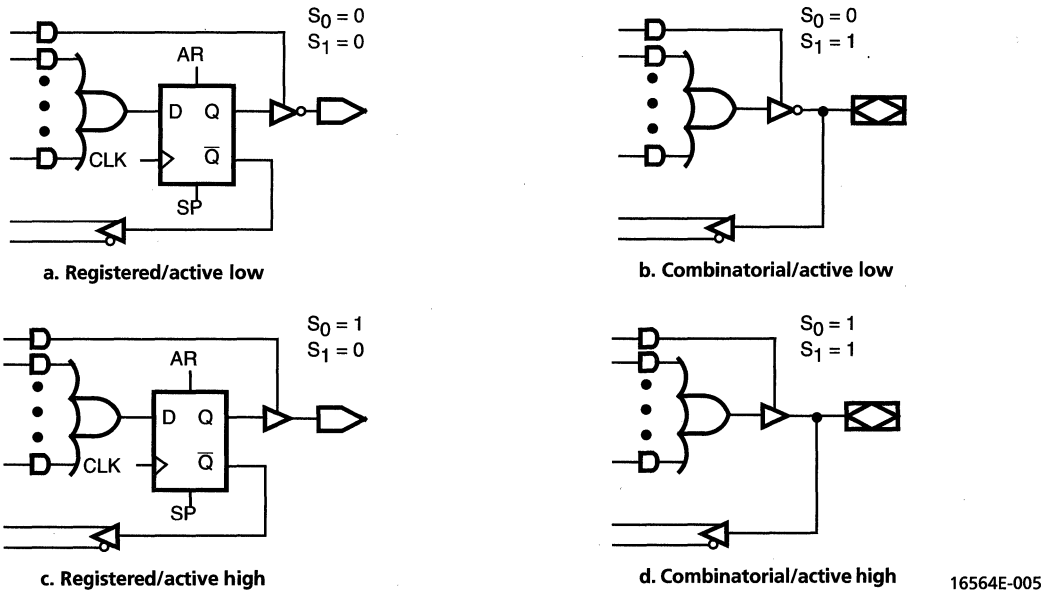 S0 = 0
S1 = 0
AR
D Q
CLK
Q̅
SP
a. Registered/active low
S0 = 0
S1 = 1
b. Combinatorial/active low
S0 = 1
S1 = 0
AR
D Q
CLK
Q̅
SP
c. Registered/active high
S0 = 1
S1 = 1
d. Combinatorial/active high
16564E-005